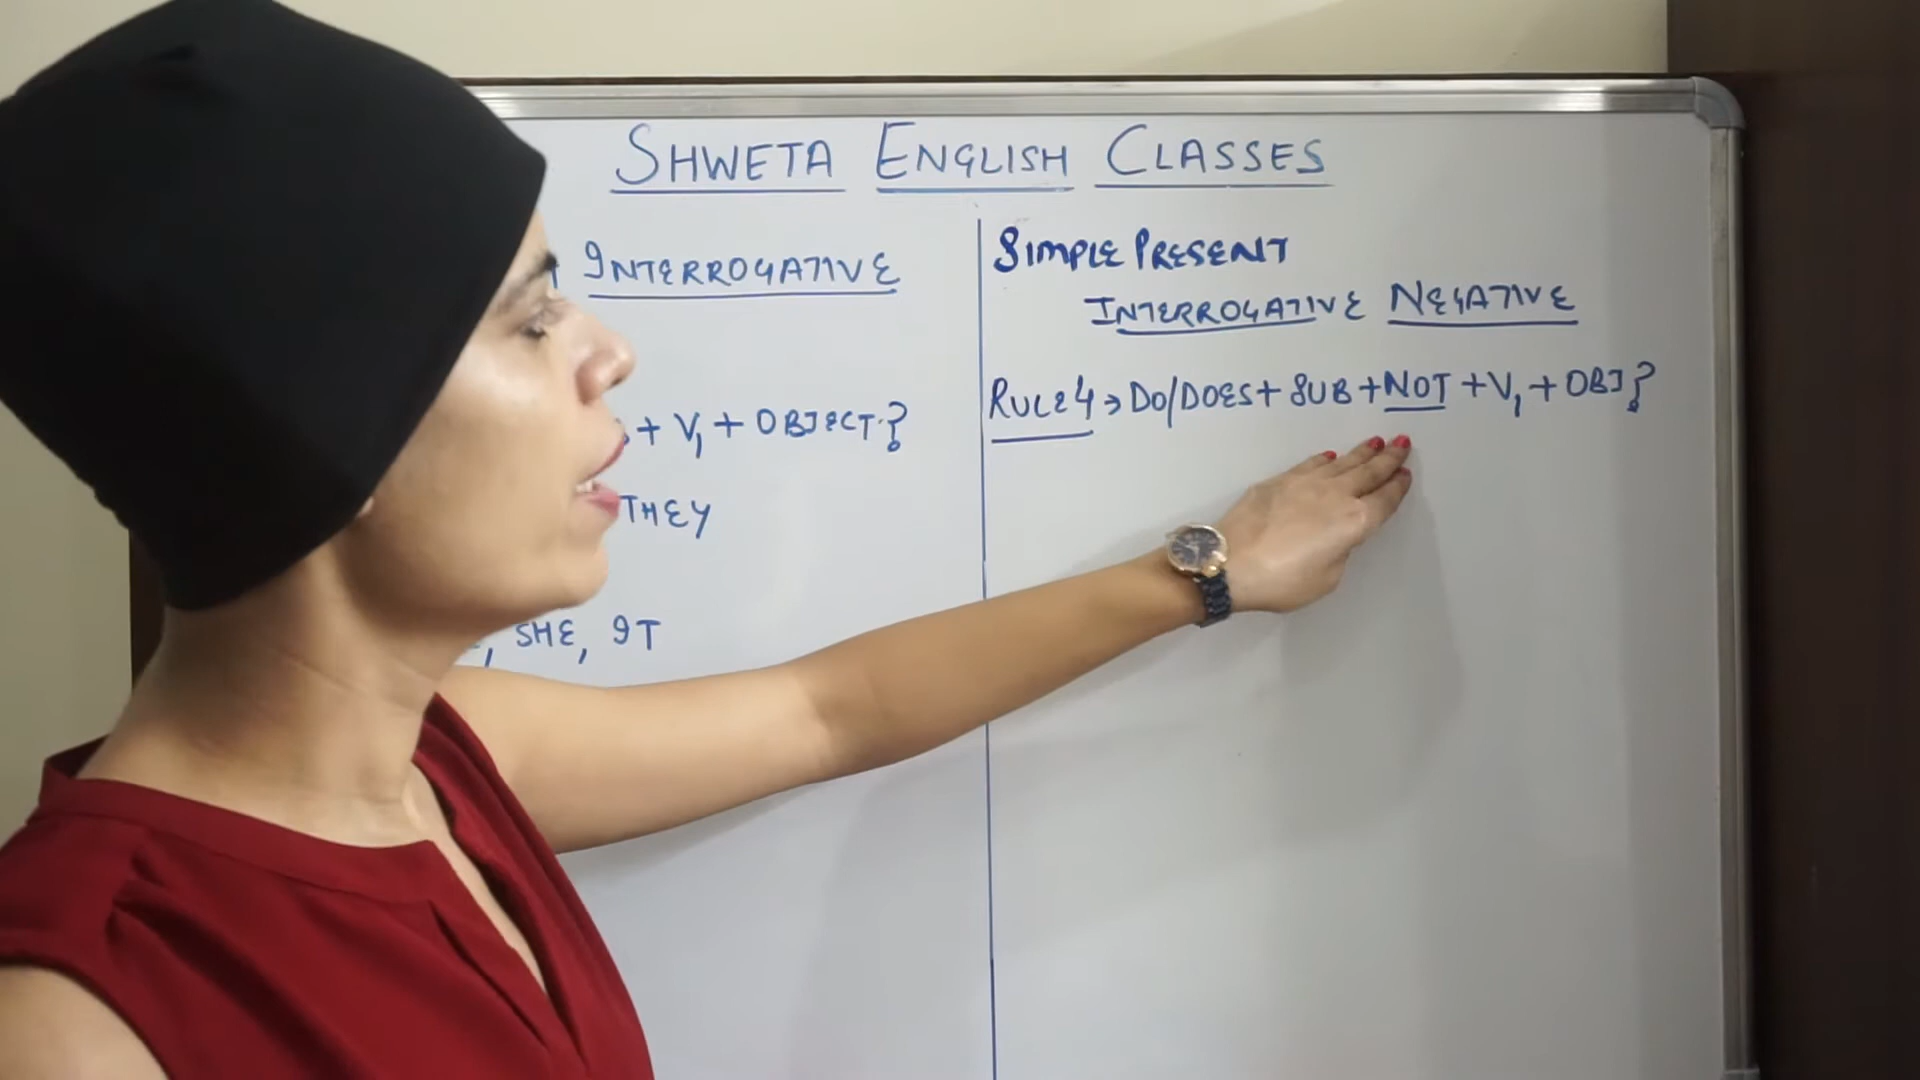 SHWETA ENGLISH CLASSES
INTERROGATIVE
+ V1 + OBJECT.?
THEY
, SHE, IT
SIMPLE PRESENT
INTERROGATIVE NEGATIVE
RULE 4 → DO/DOES + SUB + NOT + V1 + OBJ?